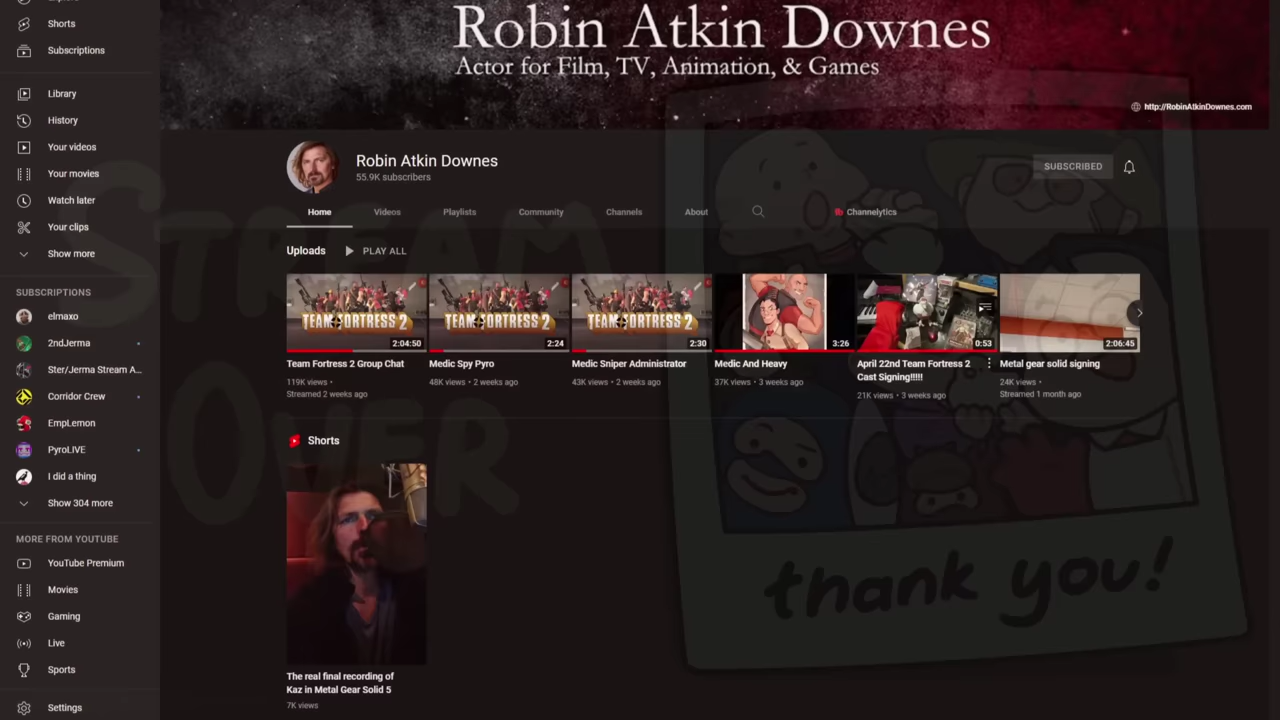 Shorts
Subscriptions
Library
History
Your videos
Your movies
Watch later
Your clips
Show more
SUBSCRIPTIONS
elmaxo
2ndJerma
Ster/Jerma Stream A...
Corridor Crew
EmpLemon
PyroLIVE
I did a thing
Show 304 more
MORE FROM YOUTUBE
YouTube Premium
Movies
Gaming
Live
Sports
Settings
Robin Atkin Downes
Actor for Film, TV, Animation, & Games
http://RobinAtkinDownes.com
Robin Atkin Downes
55.9K subscribers
SUBSCRIBED
Home Videos Playlists Community Channels About Channelytics
Uploads PLAY ALL
TEAM FORTRESS 2
2:04:50
TEAM FORTRESS 2
2:24
TEAM FORTRESS 2
2:30
3:26
0:53
2:06:45
Team Fortress 2 Group Chat
119K views •
Streamed 2 weeks ago
Medic Spy Pyro
48K views • 2 weeks ago
Medic Sniper Administrator
43K views • 2 weeks ago
Medic And Heavy
37K views • 3 weeks ago
April 22nd Team Fortress 2
Cast Signing!!!!!
21K views • 3 weeks ago
Metal gear solid signing
24K views •
Streamed 1 month ago
Shorts
The real final recording of
Kaz in Metal Gear Solid 5
7K views
STREAM
OVER
thank you!